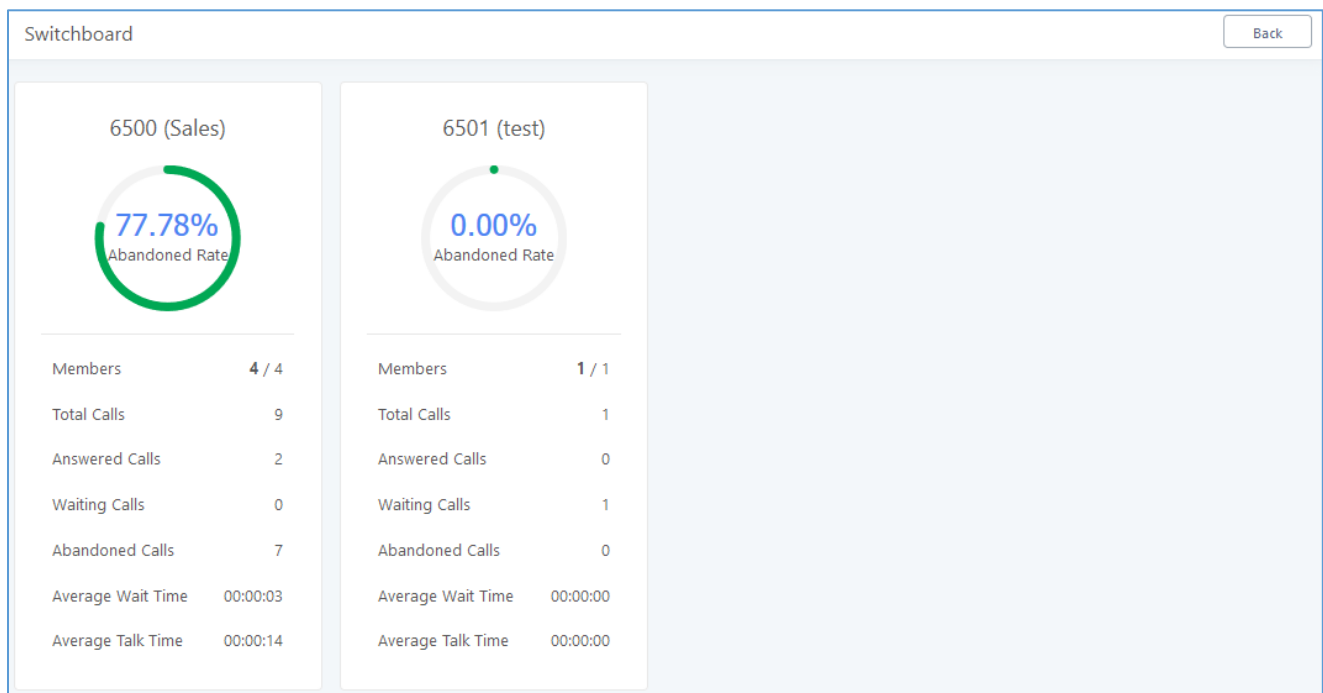 Switchboard
Back
6500 (Sales)
77.78%
Abandoned Rate
Members 4 / 4
Total Calls 9
Answered Calls 2
Waiting Calls 0
Abandoned Calls 7
Average Wait Time 00:00:03
Average Talk Time 00:00:14
6501 (test)
0.00%
Abandoned Rate
Members 1 / 1
Total Calls 1
Answered Calls 0
Waiting Calls 1
Abandoned Calls 0
Average Wait Time 00:00:00
Average Talk Time 00:00:00